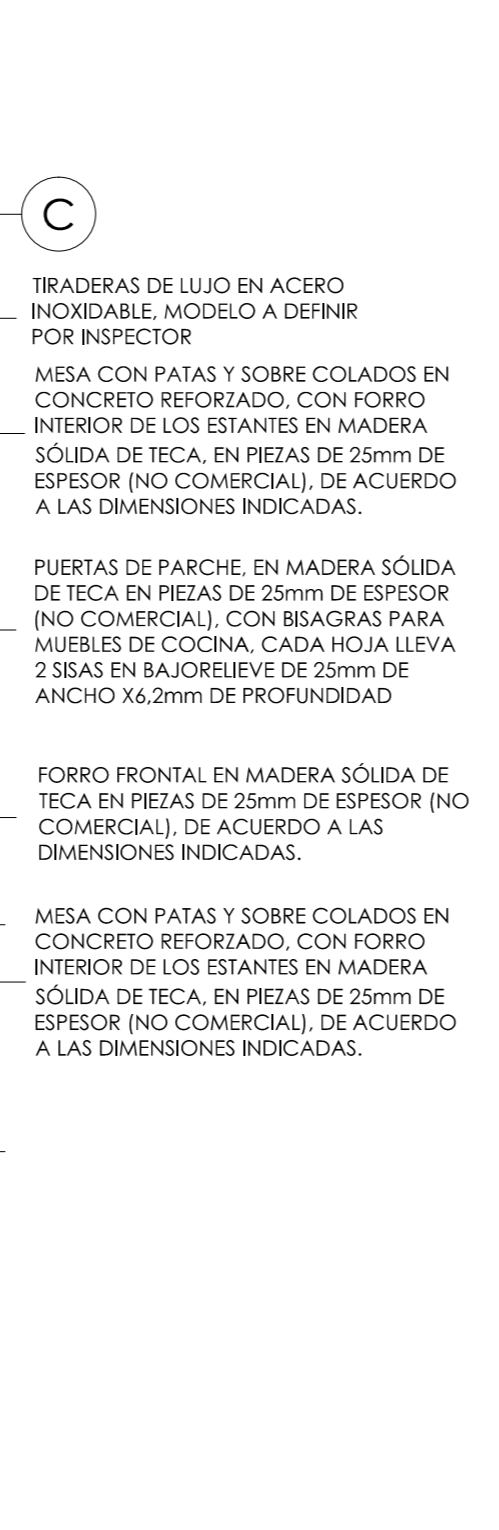 C
TIRADERAS DE LUJO EN ACERO
INOXIDABLE, MODELO A DEFINIR
POR INSPECTOR
MESA CON PATAS Y SOBRE COLADOS EN
CONCRETO REFORZADO, CON FORRO
INTERIOR DE LOS ESTANTES EN MADERA
SÓLIDA DE TECA, EN PIEZAS DE 25mm DE
ESPESOR (NO COMERCIAL), DE ACUERDO
A LAS DIMENSIONES INDICADAS.
PUERTAS DE PARCHE, EN MADERA SÓLIDA
DE TECA EN PIEZAS DE 25mm DE ESPESOR
(NO COMERCIAL), CON BISAGRAS PARA
MUEBLES DE COCINA, CADA HOJA LLEVA
2 SISAS EN BAJORELIEVE DE 25mm DE
ANCHO X6,2mm DE PROFUNDIDAD
FORRO FRONTAL EN MADERA SÓLIDA DE
TECA EN PIEZAS DE 25mm DE ESPESOR (NO
COMERCIAL), DE ACUERDO A LAS
DIMENSIONES INDICADAS.
MESA CON PATAS Y SOBRE COLADOS EN
CONCRETO REFORZADO, CON FORRO
INTERIOR DE LOS ESTANTES EN MADERA
SÓLIDA DE TECA, EN PIEZAS DE 25mm DE
ESPESOR (NO COMERCIAL), DE ACUERDO
A LAS DIMENSIONES INDICADAS.